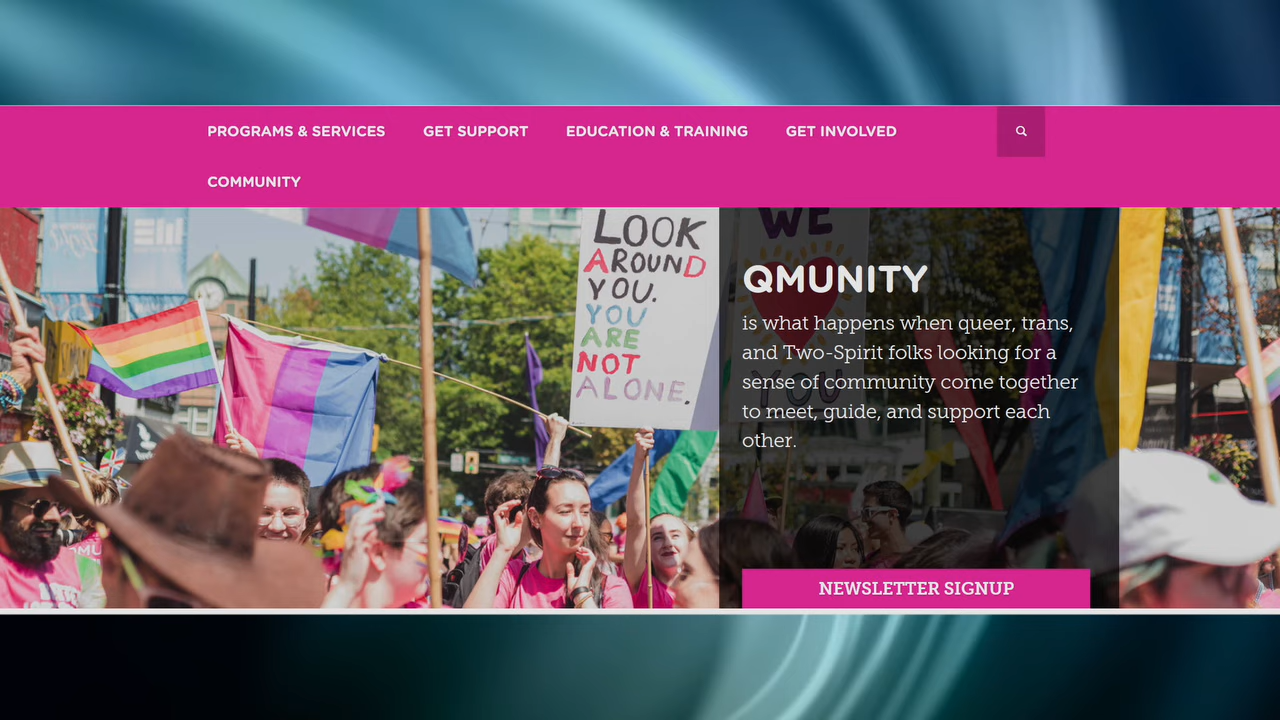 PROGRAMS & SERVICES
GET SUPPORT
EDUCATION & TRAINING
GET INVOLVED
COMMUNITY
LOOK
AROUND
YOU.
YOU
ARE
NOT
ALONE.
WE
YOU
QMUNITY
is what happens when queer, trans,
and Two-Spirit folks looking for a
sense of community come together
to meet, guide, and support each
other.
NEWSLETTER SIGNUP